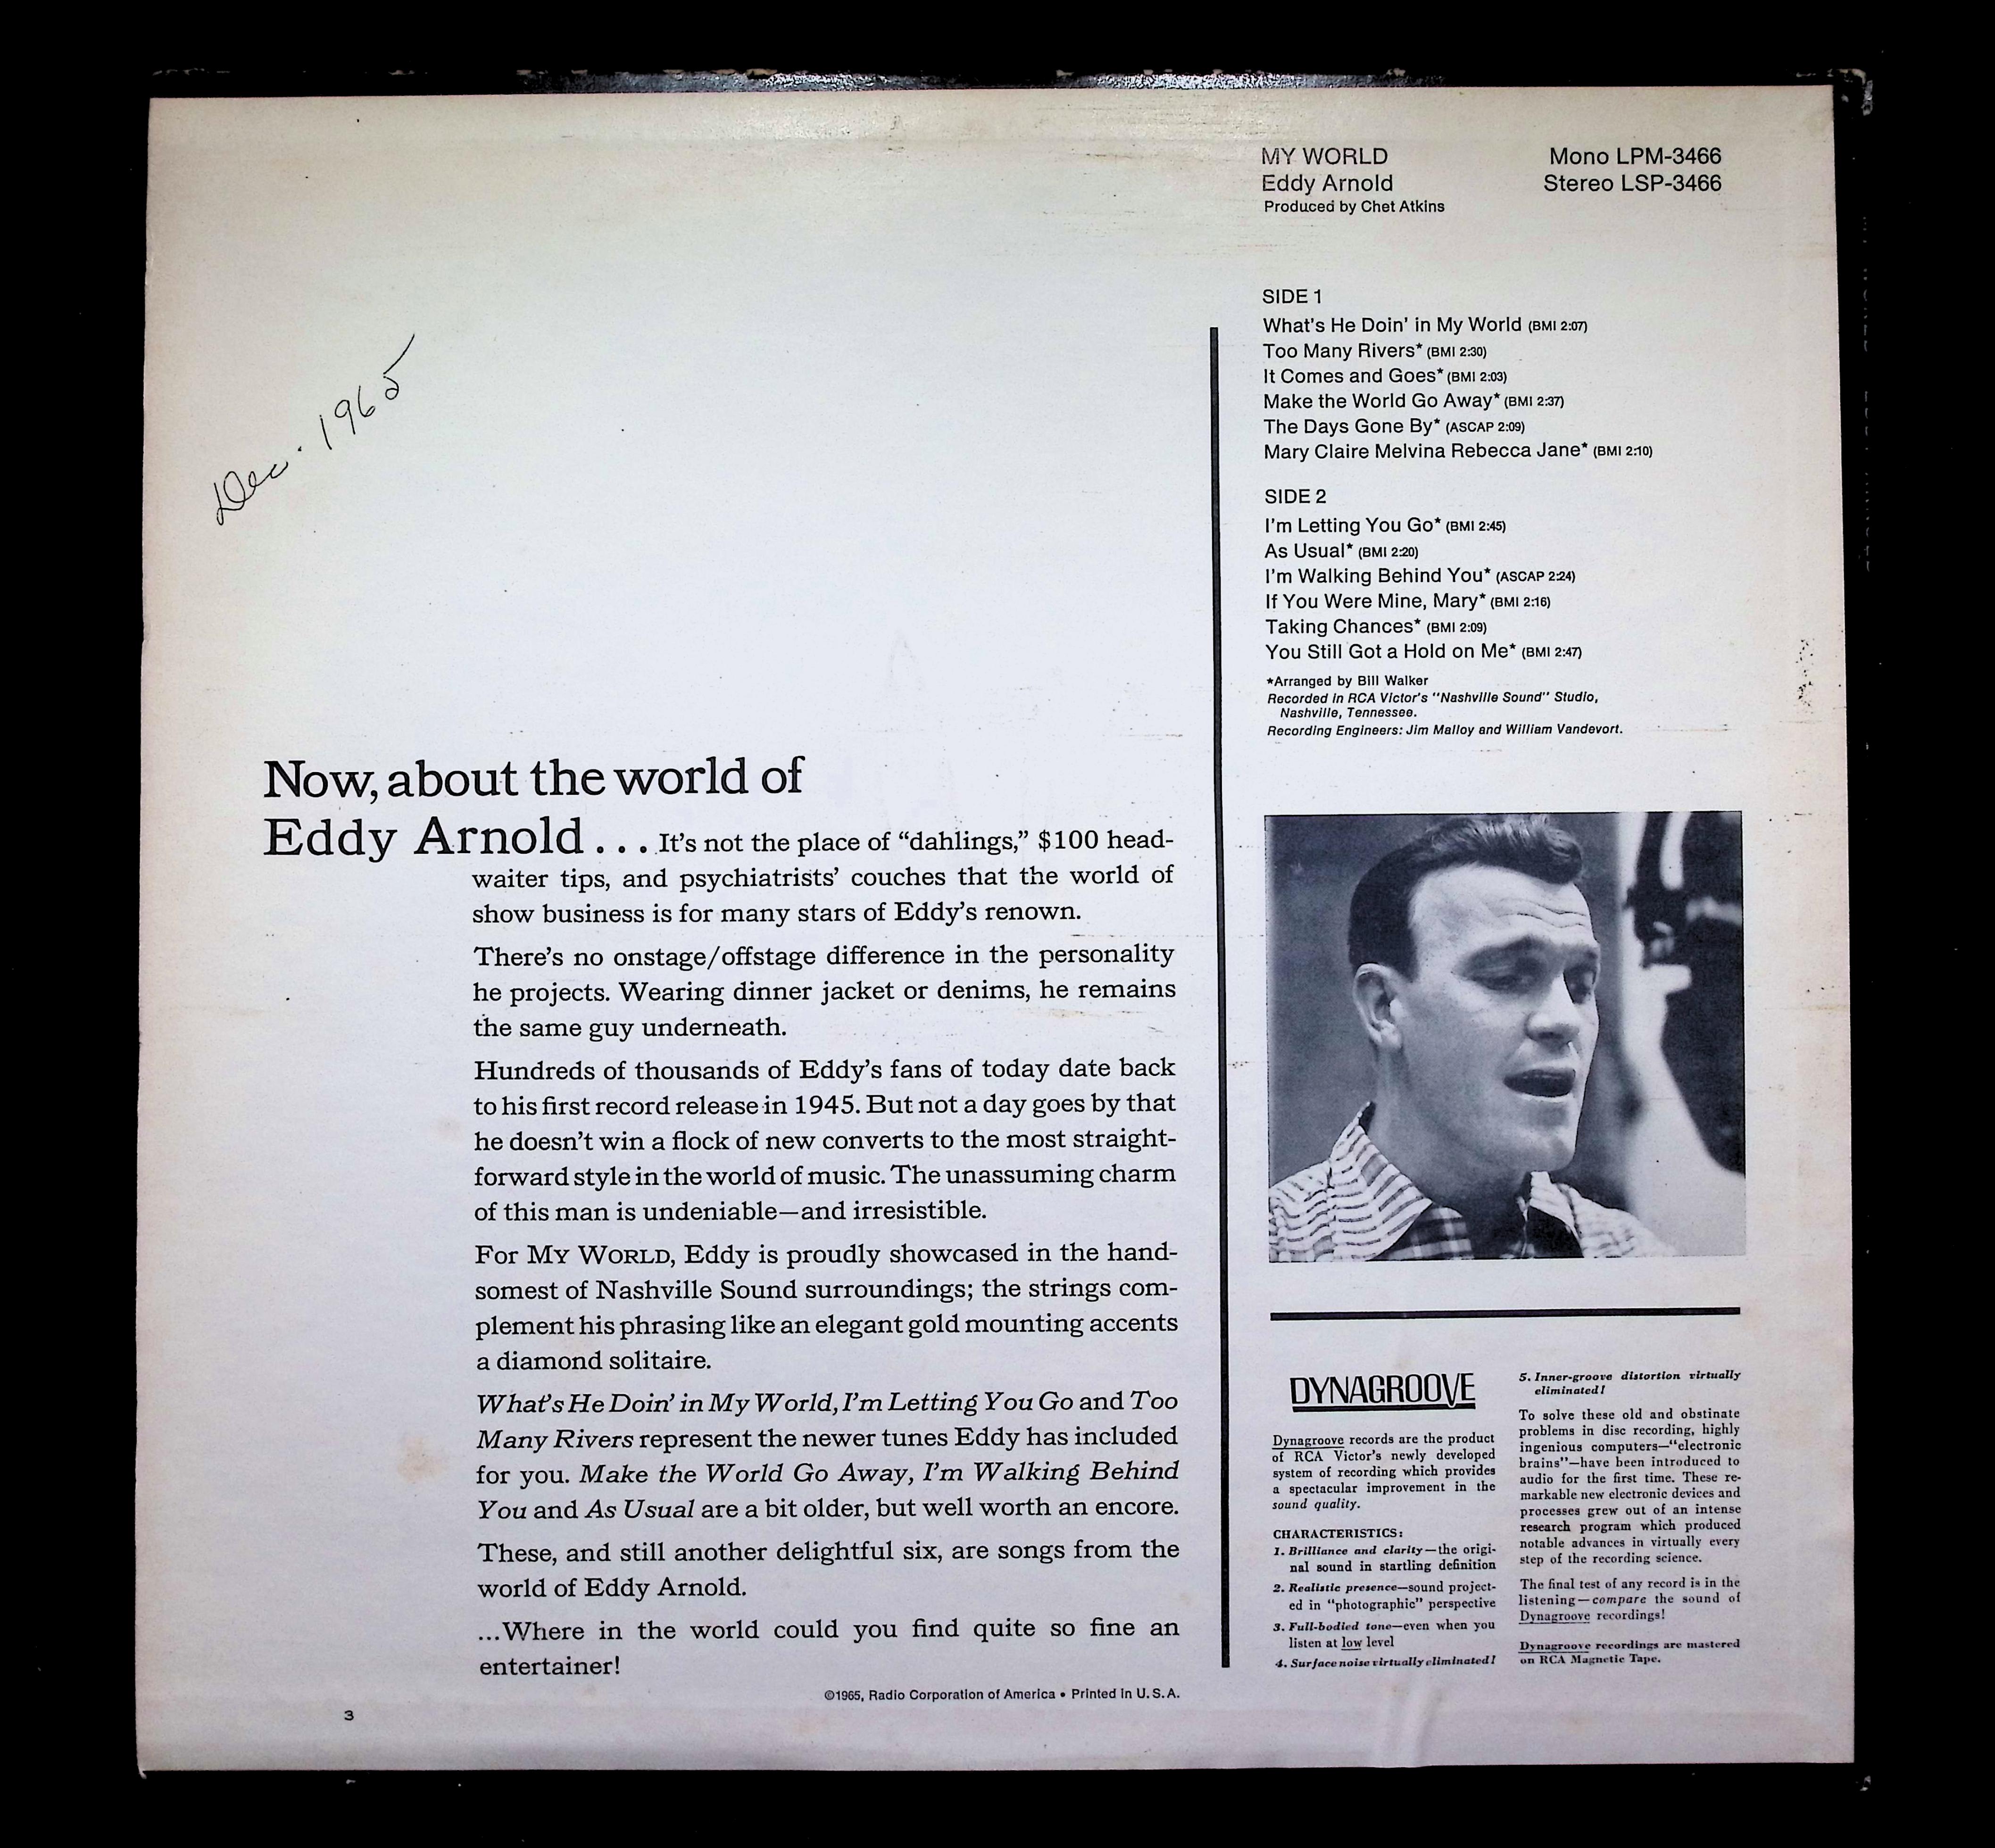 MY WORLD
Eddy Arnold
Produced by Chet Atkins
Mono LPM-3466
Stereo LSP-3466
Dec. 1965
SIDE 1
What's He Doin' in My World (BMI 2:07)
Too Many Rivers* (BMI 2:30)
It Comes and Goes* (BMI 2:03)
Make the World Go Away* (BMI 2:37)
The Days Gone By* (ASCAP 2:09)
Mary Claire Melvina Rebecca Jane* (BMI 2:10)
SIDE 2
I'm Letting You Go* (BMI 2:45)
As Usual* (BMI 2:20)
I'm Walking Behind You* (ASCAP 2:24)
If You Were Mine, Mary* (BMI 2:16)
Taking Chances* (BMI 2:09)
You Still Got a Hold on Me* (BMI 2:47)
*Arranged by Bill Walker
Recorded in RCA Victor's "Nashville Sound" Studio,
Nashville, Tennessee.
Recording Engineers: Jim Malloy and William Vandevort.
Now, about the world of
Eddy Arnold . . . It's not the place of “dahlings,” $100 head-
waiter tips, and psychiatrists' couches that the world of
show business is for many stars of Eddy's renown.
There's no onstage/offstage difference in the personality
he projects. Wearing dinner jacket or denims, he remains
the same guy underneath.
Hundreds of thousands of Eddy's fans of today date back
to his first record release in 1945. But not a day goes by that
he doesn't win a flock of new converts to the most straight-
forward style in the world of music. The unassuming charm
of this man is undeniable—and irresistible.
For MY WORLD, Eddy is proudly showcased in the hand-
somest of Nashville Sound surroundings; the strings com-
plement his phrasing like an elegant gold mounting accents
a diamond solitaire.
What's He Doin' in My World, I'm Letting You Go and Too
Many Rivers represent the newer tunes Eddy has included
for you. Make the World Go Away, I'm Walking Behind
You and As Usual are a bit older, but well worth an encore.
These, and still another delightful six, are songs from the
world of Eddy Arnold.
...Where in the world could you find quite so fine an
entertainer!
©1965, Radio Corporation of America • Printed in U.S.A.
3
DYNAGROOVE
Dynagroove records are the product
of RCA Victor's newly developed
system of recording which provides
a spectacular improvement in the
sound quality.
CHARACTERISTICS:
1. Brilliance and clarity—the origi-
nal sound in startling definition
2. Realistic presence—sound project-
ed in “photographic” perspective
3. Full-bodied tone—even when you
listen at low level
4. Surface noise virtually eliminated!
5. Inner-groove distortion virtually
eliminated!
To solve these old and obstinate
problems in disc recording, highly
ingenious computers—“electronic
brains”—have been introduced to
audio for the first time. These re-
markable new electronic devices and
processes grew out of an intense
research program which produced
notable advances in virtually every
step of the recording science.
The final test of any record is in the
listening—compare the sound of
Dynagroove recordings!
Dynagroove recordings are mastered
on RCA Magnetic Tape.